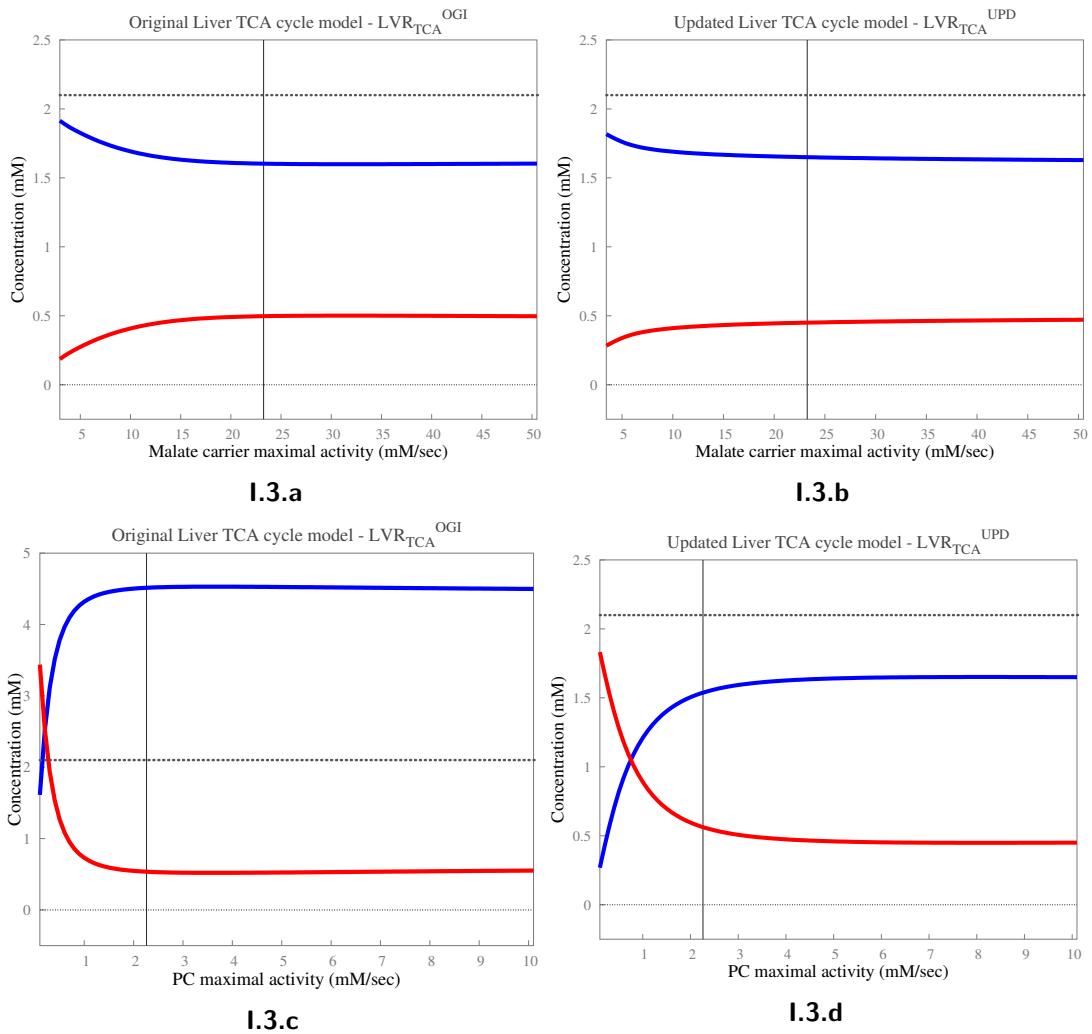 Original Liver TCA cycle model - LVR_TCA^OGI
2.5
2
1.5
1
0.5
0
Concentration (mM)
5 10 15 20 25 30 35 40 45 50
Malate carrier maximal activity (mM/sec)
I.3.a
Updated Liver TCA cycle model - LVR_TCA^UPD
2.5
2
1.5
1
0.5
0
Concentration (mM)
5 10 15 20 25 30 35 40 45 50
Malate carrier maximal activity (mM/sec)
I.3.b
Original Liver TCA cycle model - LVR_TCA^OGI
5
4
3
2
1
0
Concentration (mM)
1 2 3 4 5 6 7 8 9 10
PC maximal activity (mM/sec)
I.3.c
Updated Liver TCA cycle model - LVR_TCA^UPD
2.5
2
1.5
1
0.5
0
Concentration (mM)
1 2 3 4 5 6 7 8 9 10
PC maximal activity (mM/sec)
I.3.d